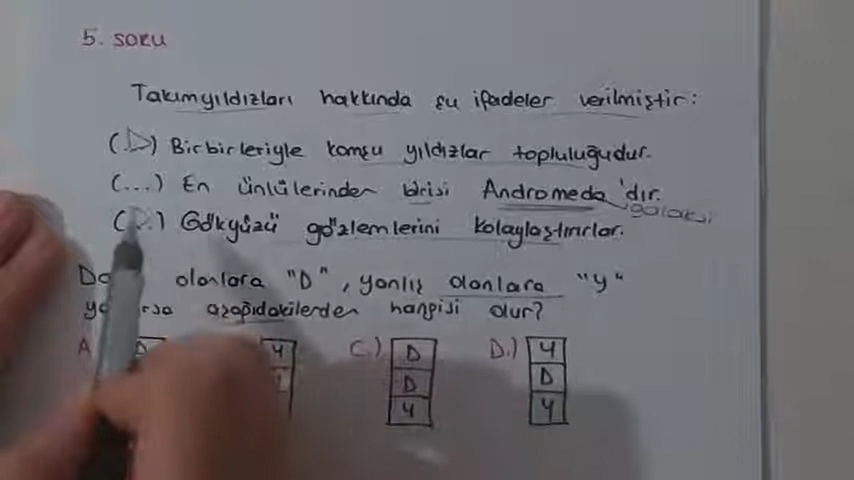 5. SORU
Takımyıldızları hakkında şu ifadeler verilmiştir:
(.D.) Birbirleriyle komşu yıldızlar topluluğudur.
(...) En ünlülerinden birisi Andromeda'dır.
galaksi
(D.) Gökyüzü gözlemlerini kolaylaştırırlar.
olanlara "D", yanlış olanlara "Y"
aşağıdakilerden hangisi olur?
A C.) D D.) Y
D D
Y Y